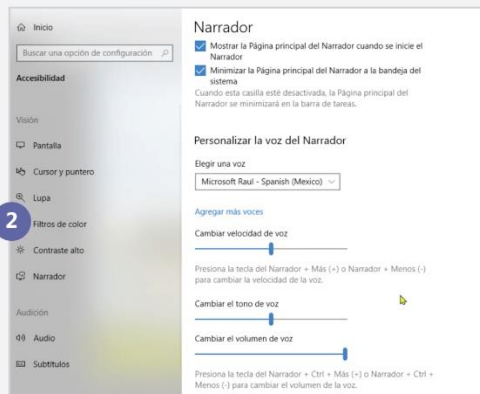 Inicio
Buscar una opción de configuración
Accesibilidad
Visión
Pantalla
Cursor y puntero
Lupa
2
Filtros de color
Contraste alto
Narrador
Audición
Audio
Subtítulos
Narrador
Mostrar la Página principal del Narrador cuando se inicie el
Narrador
Minimizar la Página principal del Narrador a la bandeja del
sistema
Cuando esta casilla esté desactivada, la Página principal del
Narrador se minimizará en la barra de tareas.
Personalizar la voz del Narrador
Elegir una voz
Microsoft Raul - Spanish (Mexico)
Agregar más voces
Cambiar velocidad de voz
Presiona la tecla del Narrador + Más (+) o Narrador + Menos (-)
para cambiar la velocidad de la voz.
Cambiar el tono de voz
Cambiar el volumen de voz
Presiona la tecla del Narrador + Ctrl + Más (+) o Narrador + Ctrl +
Menos (-) para cambiar el volumen de la voz.